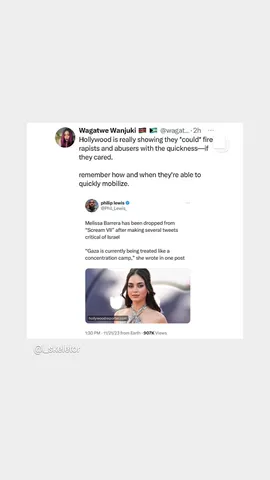 Wagatwe Wanjuki 🇰🇪 🇧🇸 @wagat... · 2h ...
Hollywood is really showing they *could* fire
rapists and abusers with the quickness—if
they cared.
remember how and when they're able to
quickly mobilize.
philip lewis
@Phil_Lewis_
Melissa Barrera has been dropped from
"Scream VII" after making several tweets
critical of Israel
"Gaza is currently being treated like a
concentration camp," she wrote in one post
hollywoodreporter.com
1:30 PM · 11/21/23 from Earth · 907K Views
@_skeletor_